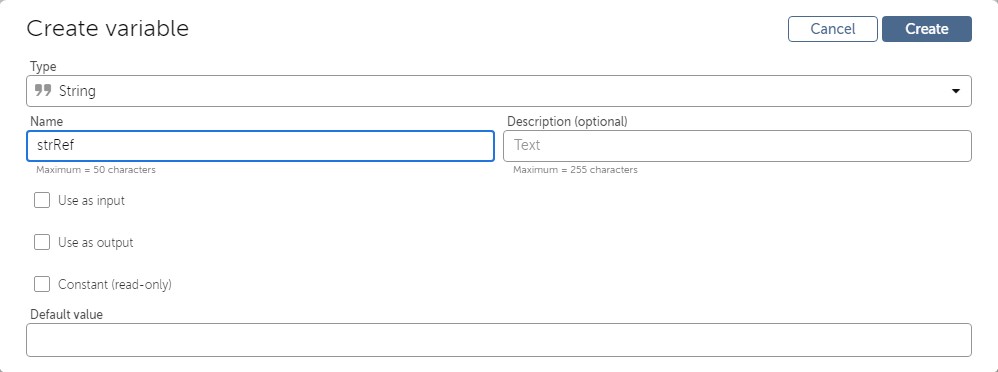 Create variable
Cancel
Create
Type
String
Name
Description (optional)
strRef
Text
Maximum = 50 characters
Maximum = 255 characters
Use as input
Use as output
Constant (read-only)
Default value